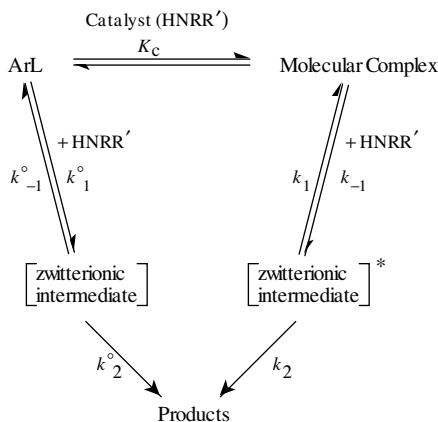 Catalyst (HNRR′)
K_c
ArL
Molecular Complex
+ HNRR′
+ HNRR′
k°_{-1}
k°_1
k_1
k_{-1}
[zwitterionic intermediate]
[zwitterionic intermediate]*
k°_2
k_2
Products